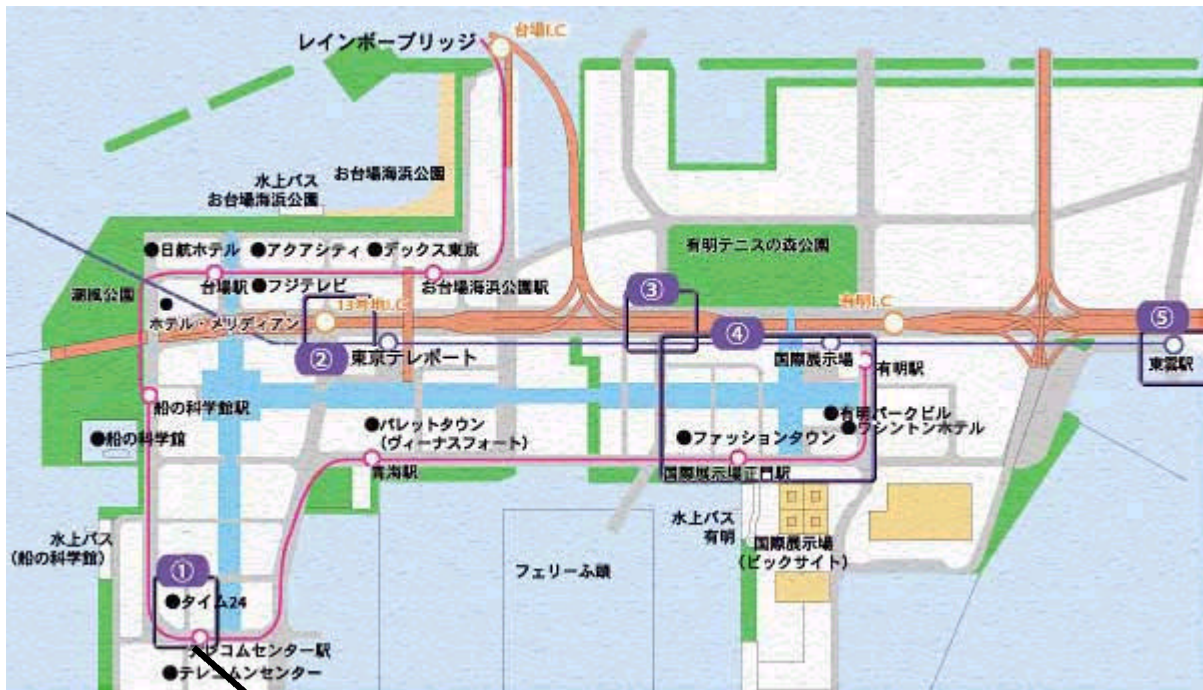 レインボーブリッジ
台場I.C
水上バス
お台場海浜公園
お台場海浜公園
●日航ホテル
●アクアシティ
●デックス東京
有明テニスの森公園
潮風公園
台場駅
●フジテレビ
お台場海浜公園駅
●
ホテル・メリディアン
13号地I.C
③
有明I.C
④
⑤
②
東京テレポート
国際展示場
有明駅
東雲駅
船の科学館駅
●船の科学館
●パレットタウン
(ヴィーナスフォート)
青海駅
●ファッションタウン
●有明パークビル
●ワシントンホテル
国際展示場正門駅
水上バス
(船の科学館)
水上バス
有明
国際展示場
(ビックサイト)
フェリーふ頭
①
●タイム24
テレコムセンター駅
●テレコムンセンター